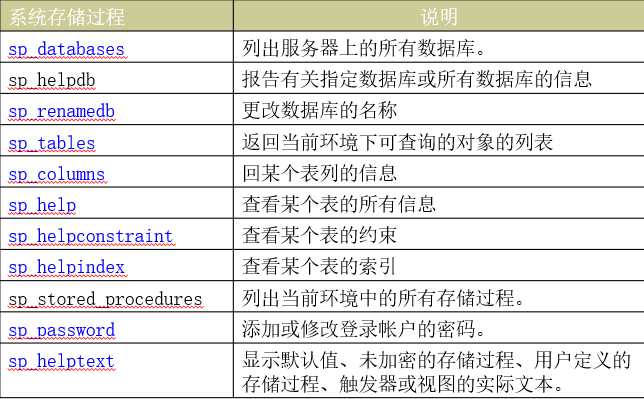 系统存储过程 说明
sp_databases 列出服务器上的所有数据库。
sp_helpdb 报告有关指定数据库或所有数据库的信息
sp_renamedb 更改数据库的名称
sp_tables 返回当前环境下可查询的对象的列表
sp_columns 回某个表列的信息
sp_help 查看某个表的所有信息
sp_helpconstraint 查看某个表的约束
sp_helpindex 查看某个表的索引
sp_stored_procedures 列出当前环境中的所有存储过程。
sp_password 添加或修改登录帐户的密码。
sp_helptext 显示默认值、未加密的存储过程、用户定义的
存储过程、触发器或视图的实际文本。